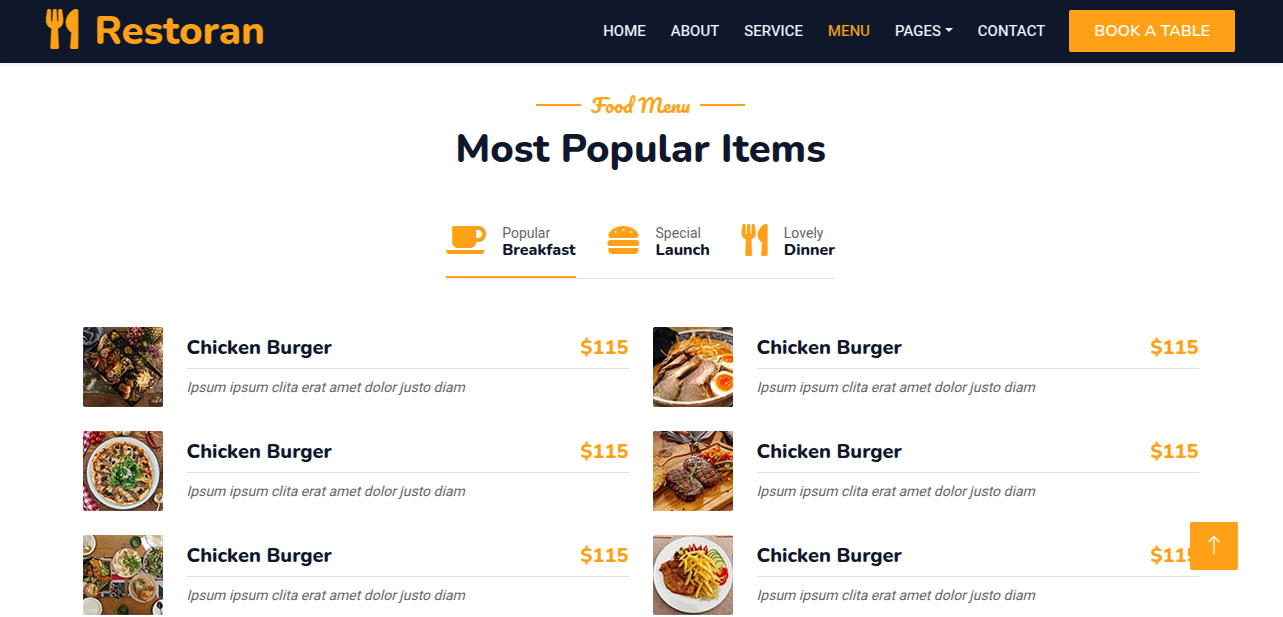 Restoran
HOME ABOUT SERVICE MENU PAGES CONTACT BOOK A TABLE
Food Menu
Most Popular Items
Popular
Breakfast
Special
Launch
Lovely
Dinner
Chicken Burger $115
Ipsum ipsum clita erat amet dolor justo diam
Chicken Burger $115
Ipsum ipsum clita erat amet dolor justo diam
Chicken Burger $115
Ipsum ipsum clita erat amet dolor justo diam
Chicken Burger $115
Ipsum ipsum clita erat amet dolor justo diam
Chicken Burger $115
Ipsum ipsum clita erat amet dolor justo diam
Chicken Burger $115
Ipsum ipsum clita erat amet dolor justo diam